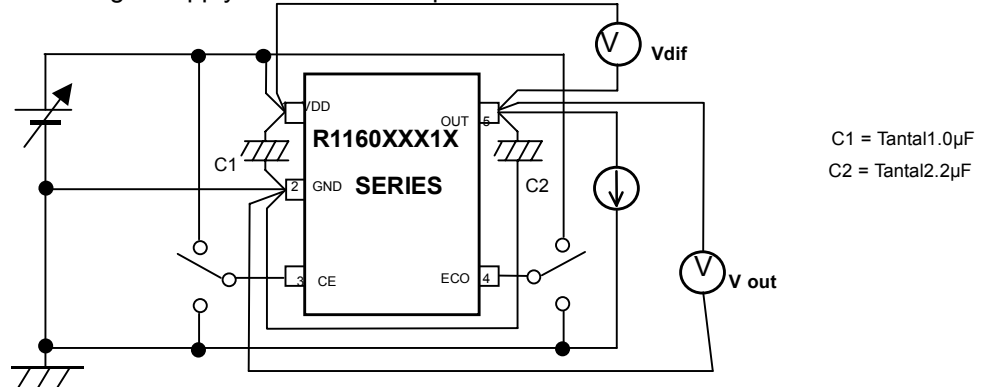 supply
V Vdif
VDD
OUT 5
R1160XXX1X
C1 = Tantal1.0µF
C1
2 GND SERIES C2
C2 = Tantal2.2µF
3 CE ECO 4
V V out